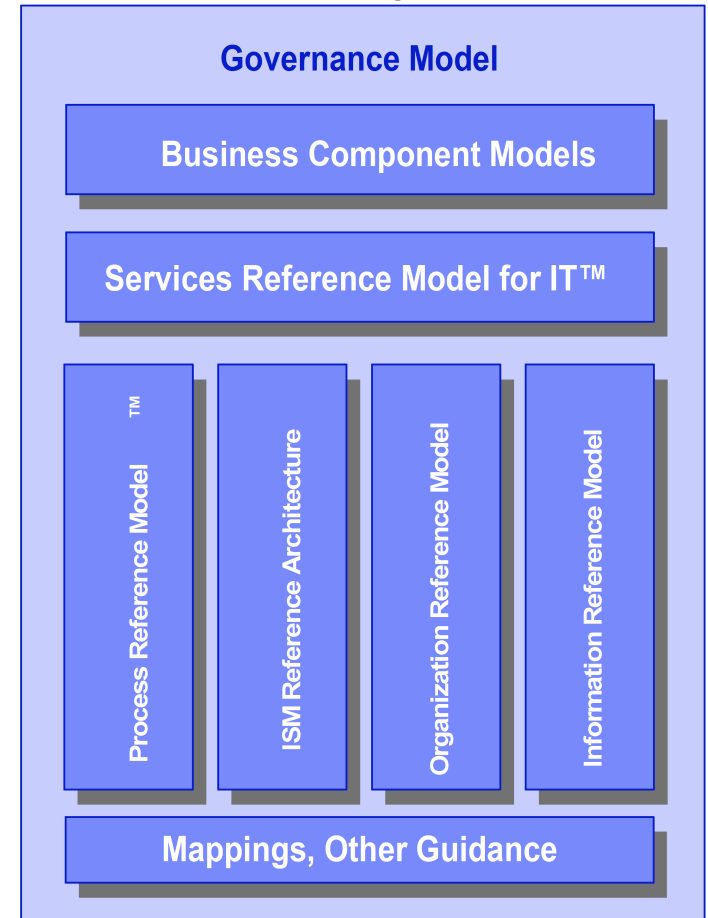 Governance Model
Business Component Models
Services Reference Model for IT™
Process Reference Model ™
ISM Reference Architecture
Organization Reference Model
Information Reference Model
Mappings, Other Guidance